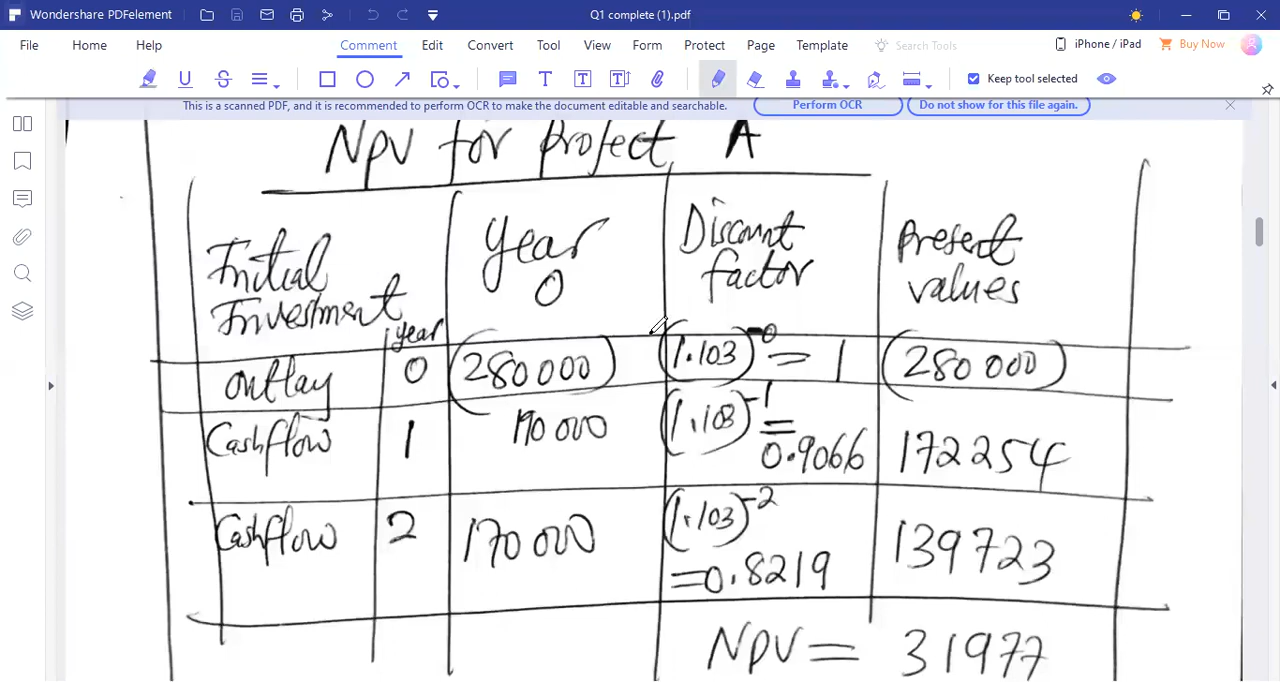 Wondershare PDFelement
Q1 complete (1).pdf
File Home Help Comment Edit Convert Tool View Form Protect Page Template Search Tools iPhone / iPad Buy Now
Keep tool selected
This is a scanned PDF, and it is recommended to perform OCR to make the document editable and searchable. Perform OCR Do not show for this file again.
NPV for project A
Initial Investment year
Year 0
Discount factor
Present values
outlay 0 (280000) (1.103)^-0 = 1 (280000)
Cashflow 1 190000 (1.103)^-1 = 0.9066 172254
Cashflow 2 170000 (1.103)^-2 = 0.8219 139723
NPV = 31977